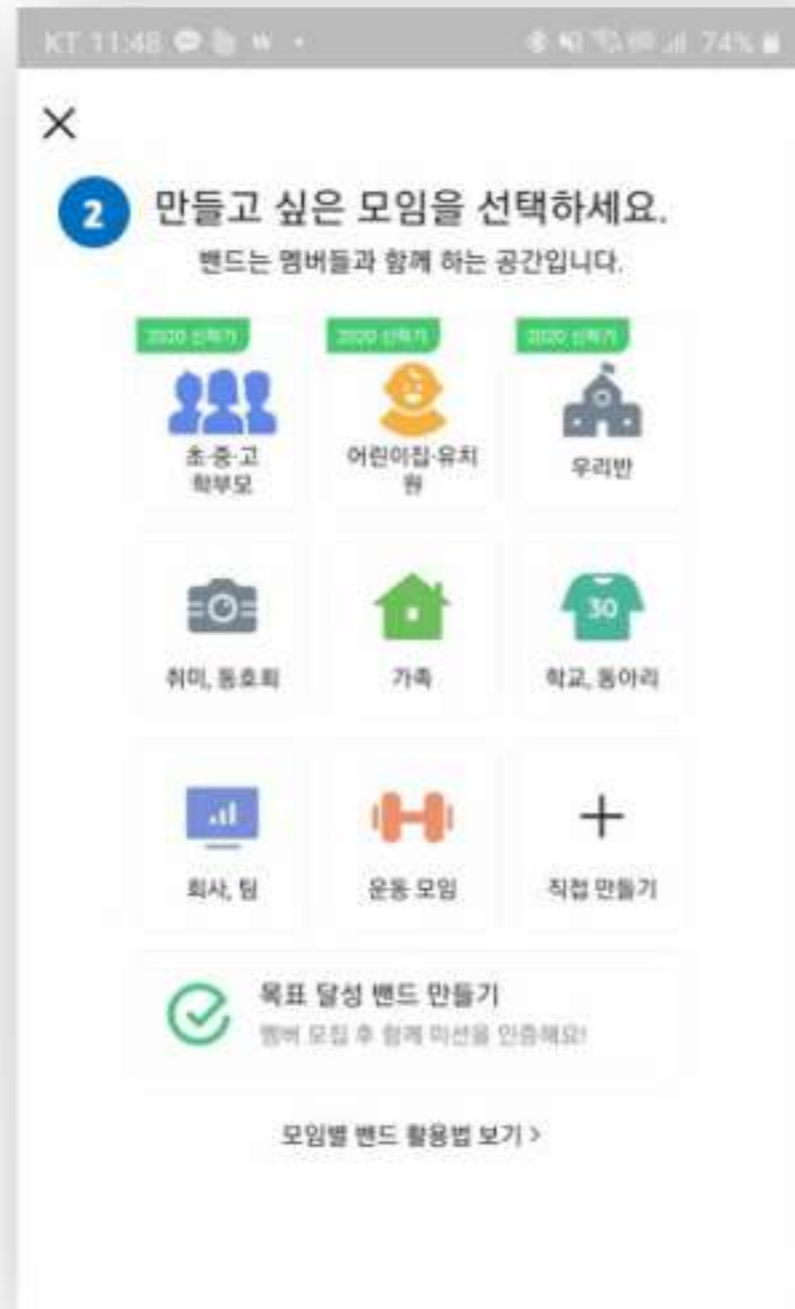 KT 11:48 W
74%
2 만들고 싶은 모임을 선택하세요.
밴드는 멤버들과 함께 하는 공간입니다.
2020 신학기
2020 신학기
2020 신학기
초·중·고
학부모
어린이집·유치
원
우리반
취미, 동호회
가족
30
학교, 동아리
회사, 팀
운동 모임
직접 만들기
목표 달성 밴드 만들기
멤버 모집 후 함께 미션을 인증해요!
모임별 밴드 활용법 보기 >